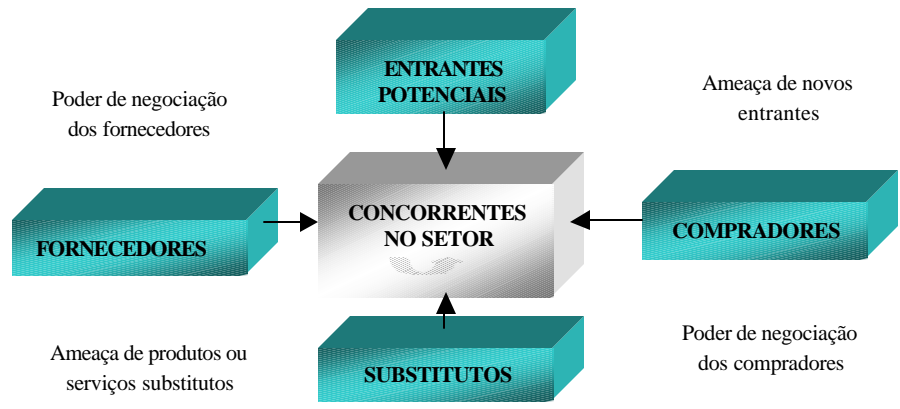 ENTRANTES
POTENCIAIS
Poder de negociação
dos fornecedores
Ameaça de novos
entrantes
FORNECEDORES
CONCORRENTES
NO SETOR
COMPRADORES
Ameaça de produtos ou
serviços substitutos
SUBSTITUTOS
Poder de negociação
dos compradores